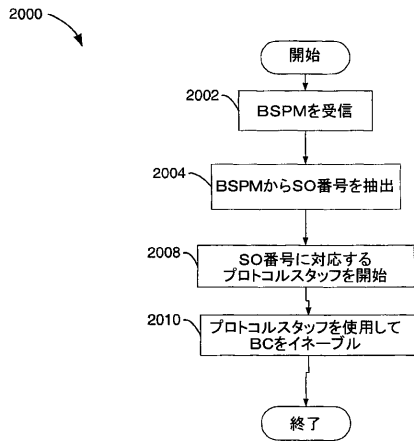 2000
開始
2002
BSPMを受信
2004
BSPMからSO番号を抽出
2008
SO番号に対応する
プロトコルスタッフを開始
2010
プロトコルスタッフを使用して
BCをイネーブル
終了